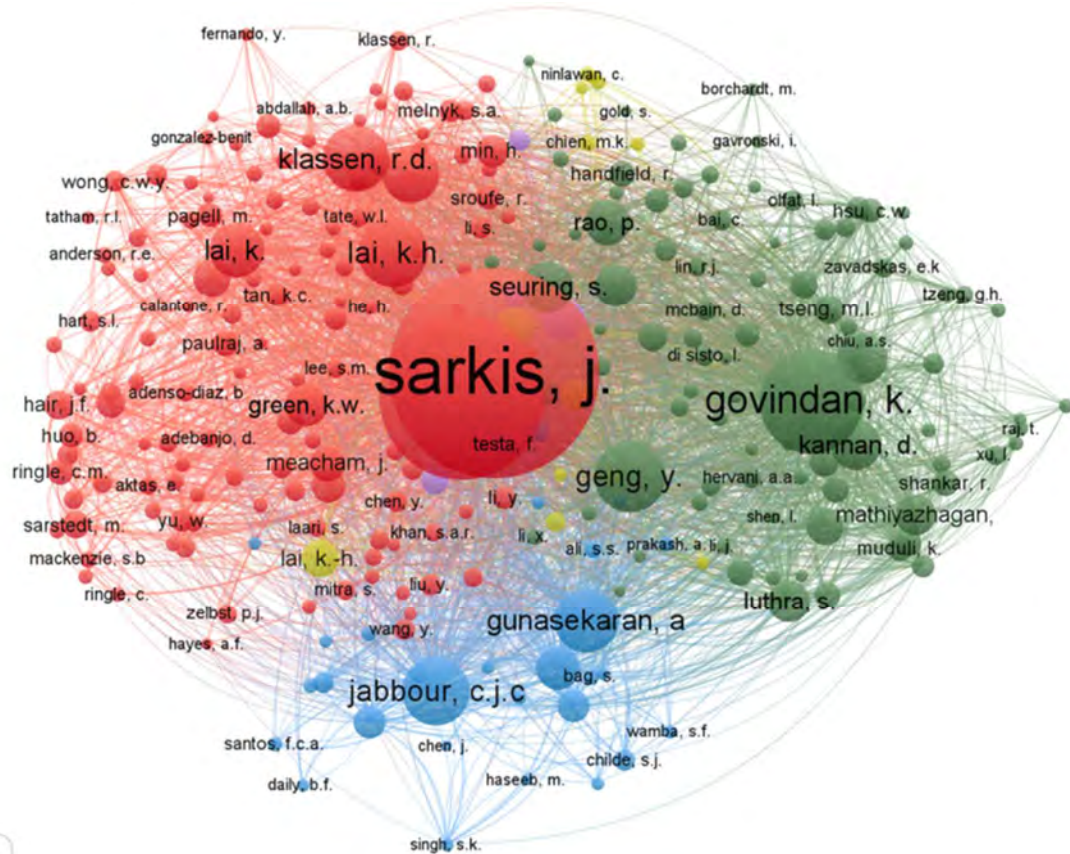 fernando, y.
klassen, r.
ninlawan, c.
borchardt, m.
abdallah, a.b.
melnyk, s.a.
gold, s.
gonzalez-benit
chien, m.k.
gavronski, i.
klassen, r.d.
min, h.
handfield, r.
wong, c.w.y.
sroufe, r.
olfat, l.
tatham, r.l.
pagell, m.
tate, w.l.
li, s.
rao, p.
bai, c.
hsu, c.w.
anderson, r.e.
lai, k.
lai, k.h.
lin, r.j.
zavadskas, e.k
calantone, r.
tan, k.c.
he, h.
seuring, s.
mcbain, d.
tseng, m.l.
tzeng, g.h.
hart, s.l.
paulraj, a.
chiu, a.s.
lee, s.m.
sarkis, j.
di sisto, l.
adenso-diaz, b
hair, j.f.
green, k.w.
govindan, k.
huo, b.
adebanjo, d.
testa, f.
kannan, d.
raj, t.
xu, l.
ringle, c.m.
aktas, e.
meacham, j.
geng, y.
hervani, a.a.
shankar, r.
chen, y.
li, y.
sarstedt, m.
yu, w.
laari, s.
khan, s.a.r.
li, x.
shen, l.
mathiyazhagan,
mackenzie, s.b
lai, k.-h.
ali, s.s.
prakash, a.
li, j.
muduli, k.
ringle, c.
mitra, s.
liu, y.
luthra, s.
zelbst, p.j.
wang, y.
gunasekaran, a
hayes, a.f.
jabbour, c.j.c
bag, s.
santos, f.c.a.
chen, j.
wamba, s.f.
childe, s.j.
daily, b.f.
haseeb, m.
singh, s.k.